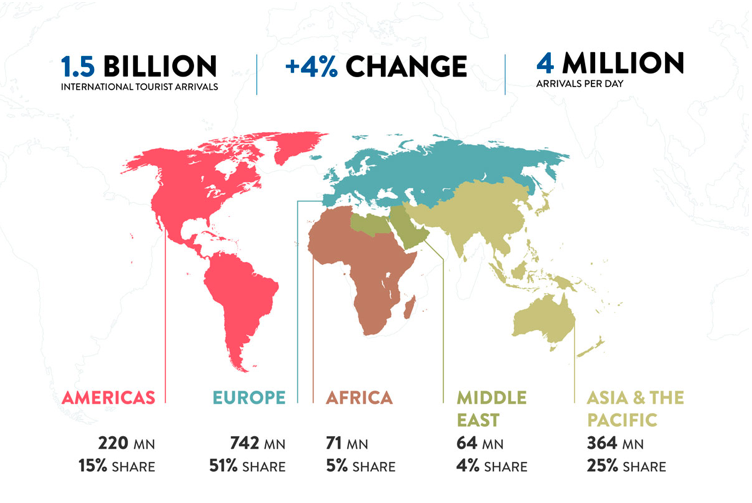 1.5 BILLION
INTERNATIONAL TOURIST ARRIVALS
+4% CHANGE
4 MILLION
ARRIVALS PER DAY
AMERICAS
220 MN
15% SHARE
EUROPE
742 MN
51% SHARE
AFRICA
71 MN
5% SHARE
MIDDLE
EAST
64 MN
4% SHARE
ASIA & THE
PACIFIC
364 MN
25% SHARE